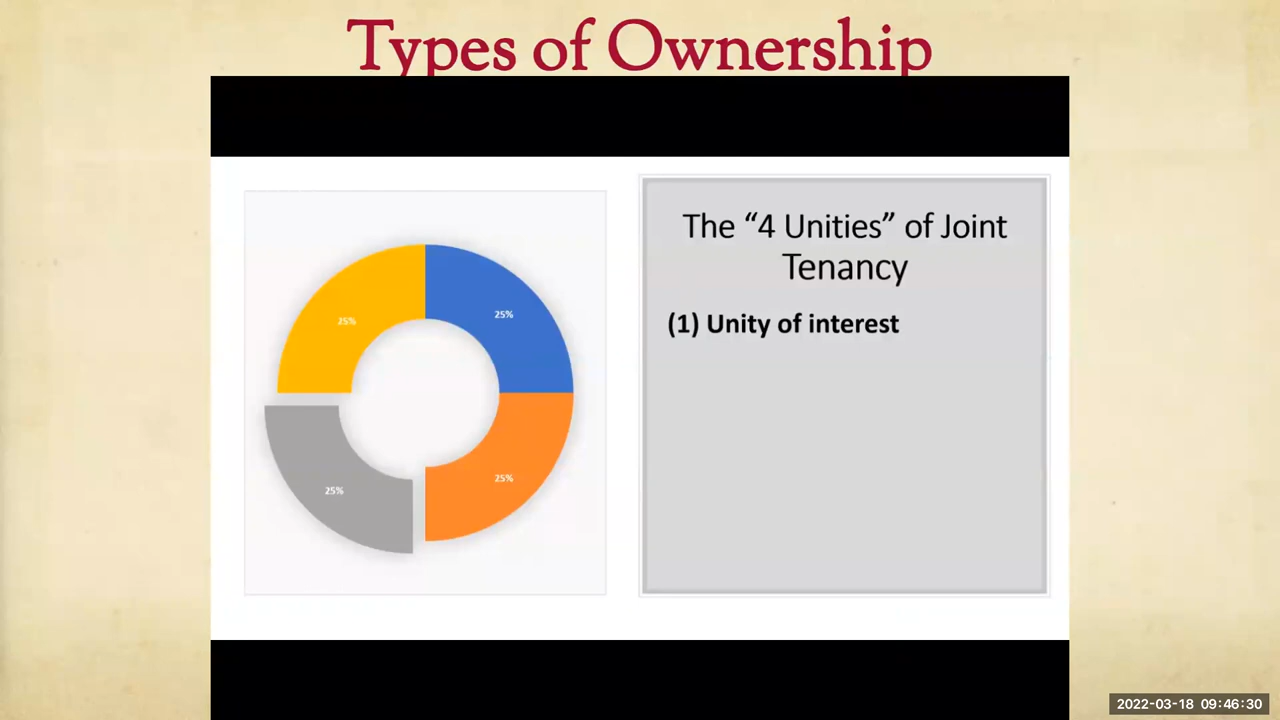 Types of Ownership
The “4 Unities” of Joint
Tenancy
(1) Unity of interest
25%
25%
25%
25%
2022-03-18 09:46:30